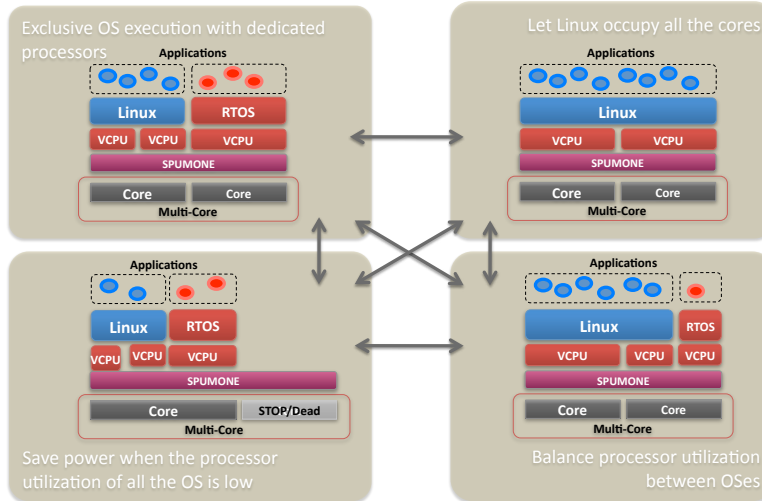 Exclusive OS execution with dedicated
processors
Applications
Linux
RTOS
VCPU
VCPU
VCPU
SPUMONE
Core
Core
Multi-Core
Let Linux occupy all the cores
Applications
Linux
VCPU
VCPU
SPUMONE
Core
Core
Multi-Core
Applications
Linux
RTOS
VCPU
VCPU
VCPU
SPUMONE
Core
STOP/Dead
Multi-Core
Save power when the processor
utilization of all the OS is low
Applications
Linux
RTOS
VCPU
VCPU
VCPU
SPUMONE
Core
Core
Multi-Core
Balance processor utilization
between OSes